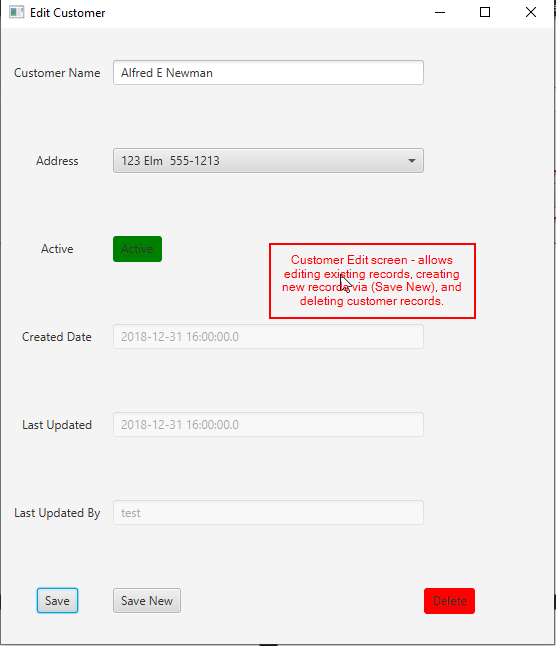 Edit Customer
Customer Name Alfred E Newman
Address 123 Elm 555-1213
Active Active
Customer Edit screen - allows
editing existing records, creating
new records via (Save New), and
deleting customer records.
Created Date 2018-12-31 16:00:00.0
Last Updated 2018-12-31 16:00:00.0
Last Updated By test
Save Save New Delete